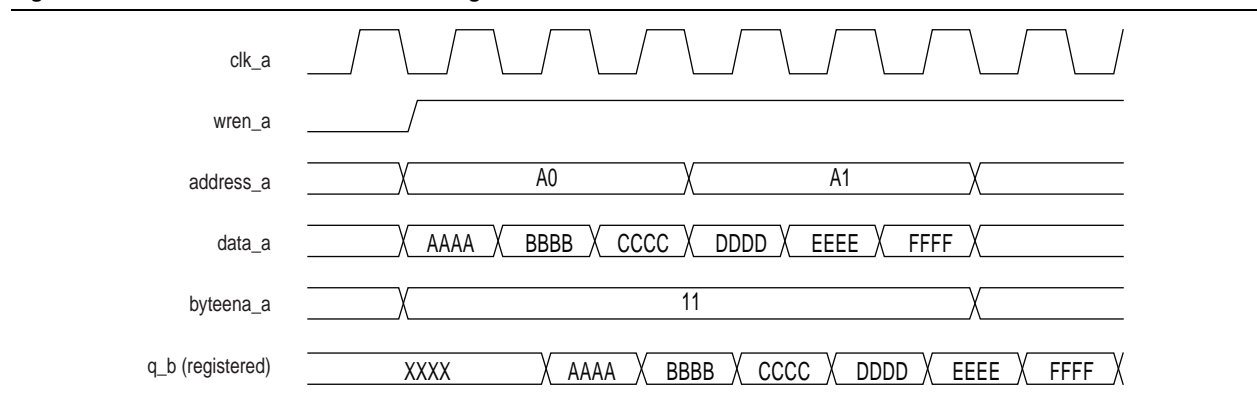 clk_a
wren_a
address_a A0 A1
data_a AAAA BBBB CCCC DDDD EEEE FFFF
byteena_a 11
q_b (registered) XXXX AAAA BBBB CCCC DDDD EEEE FFFF